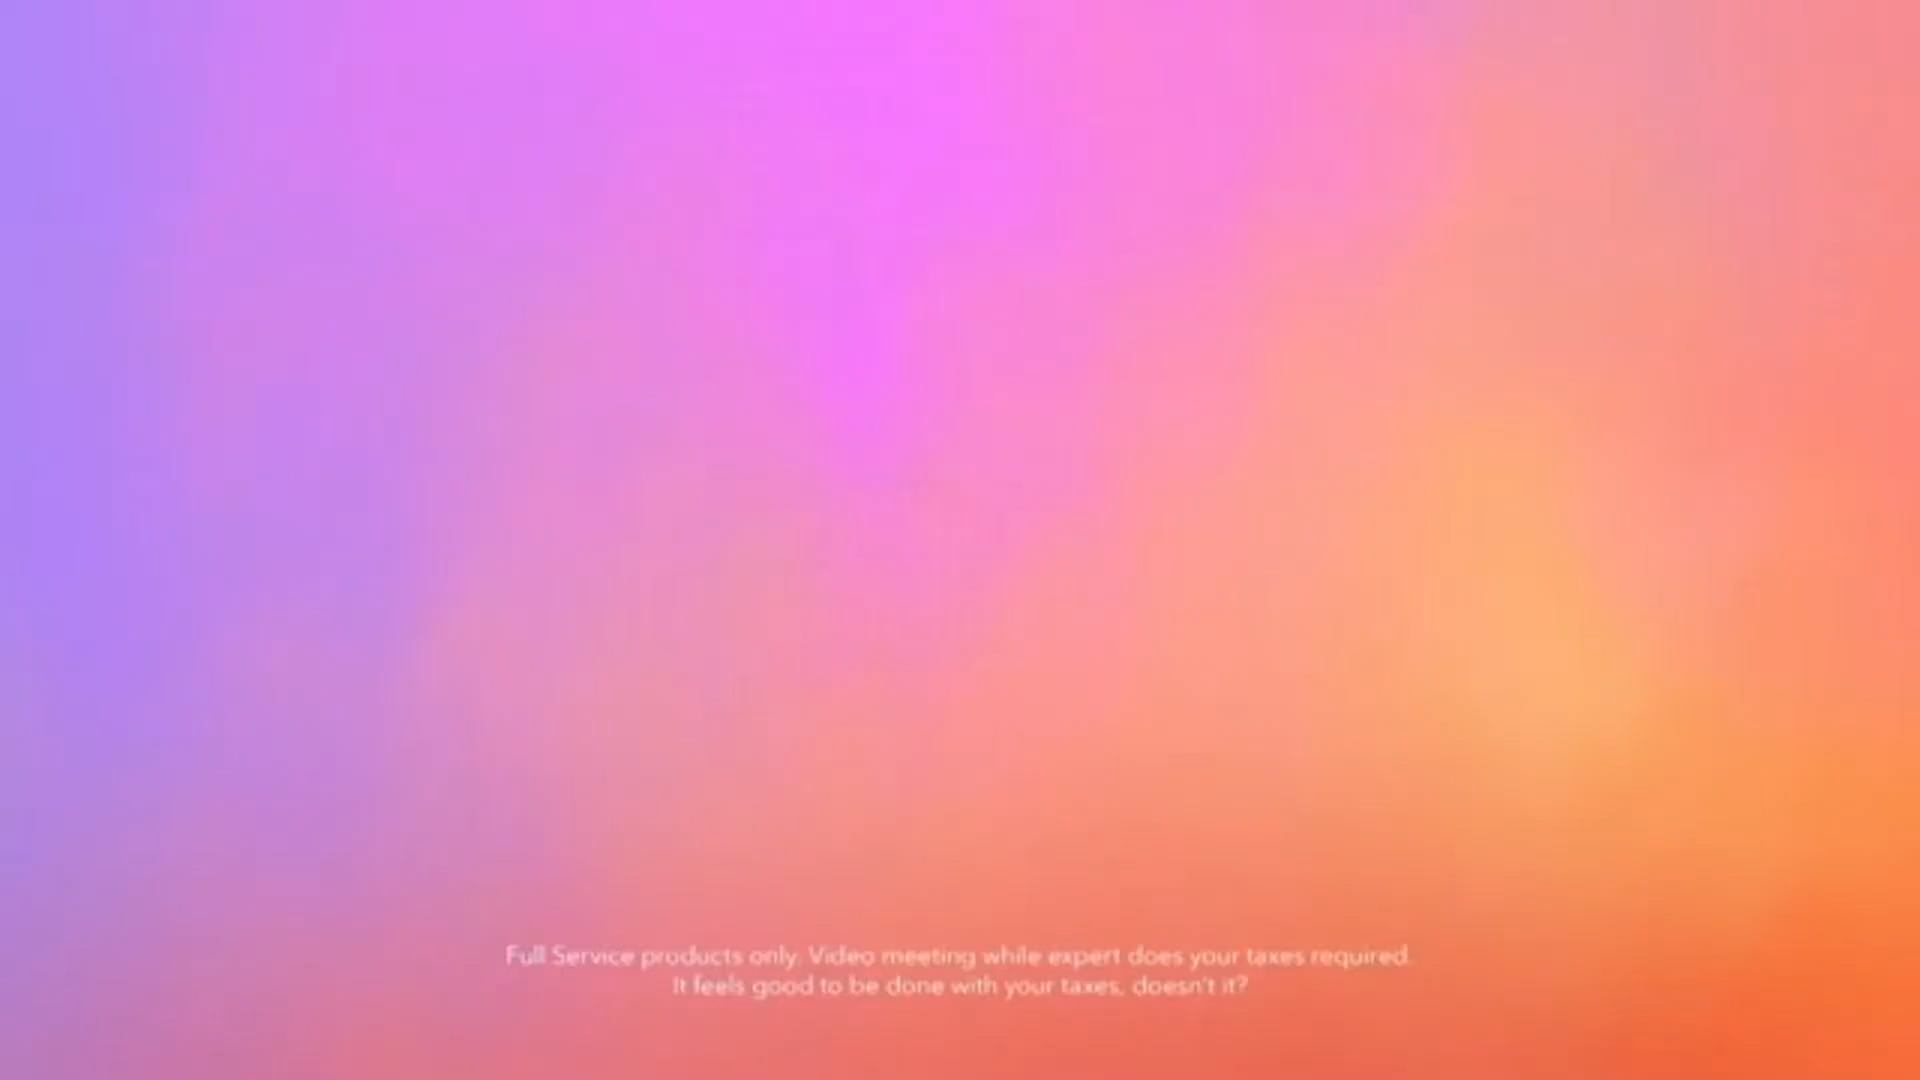 Full Service products only. Video meeting while expert does your taxes required.
It feels good to be done with your taxes, doesn't it?